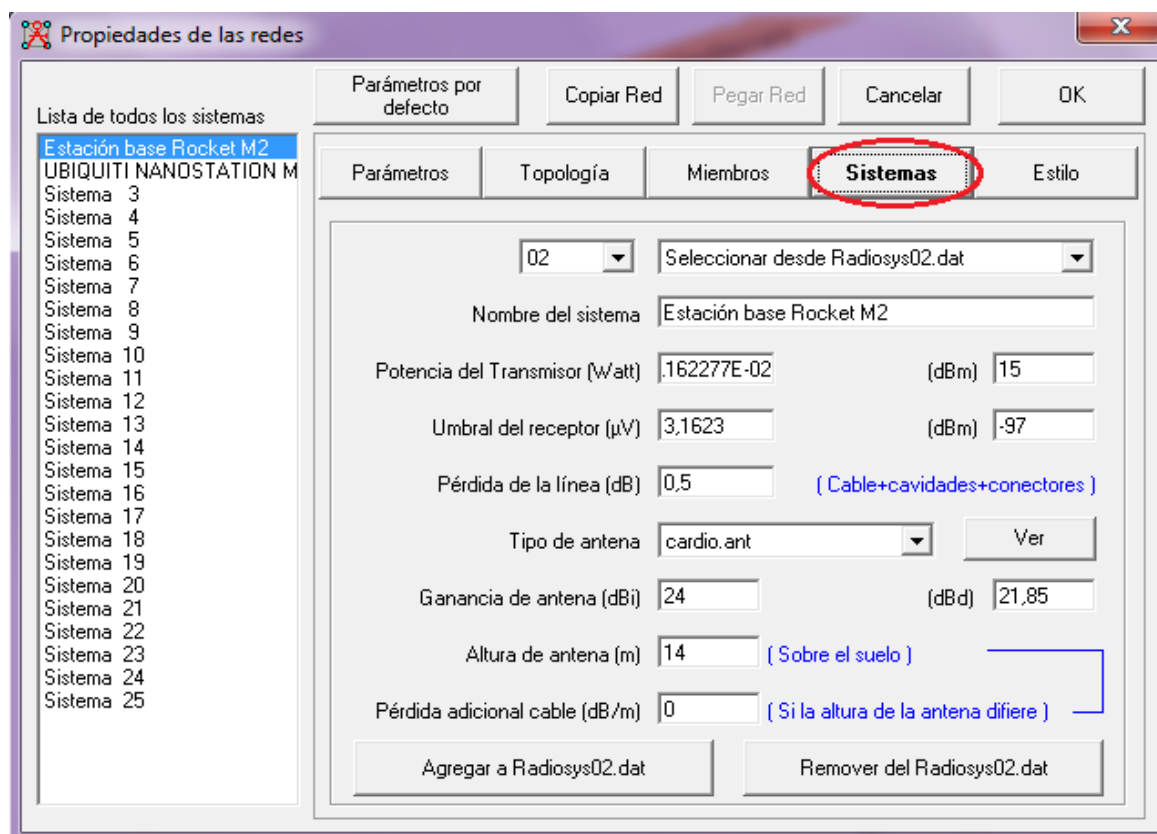 Propiedades de las redes
x
Parámetros por defecto
Copiar Red
Pegar Red
Cancelar
OK
Lista de todos los sistemas
Estación base Rocket M2
UBIQUITI NANOSTATION M
Sistema 3
Sistema 4
Sistema 5
Sistema 6
Sistema 7
Sistema 8
Sistema 9
Sistema 10
Sistema 11
Sistema 12
Sistema 13
Sistema 14
Sistema 15
Sistema 16
Sistema 17
Sistema 18
Sistema 19
Sistema 20
Sistema 21
Sistema 22
Sistema 23
Sistema 24
Sistema 25
Parámetros
Topología
Miembros
Sistemas
Estilo
02 Seleccionar desde Radiosys02.dat
Nombre del sistema Estación base Rocket M2
Potencia del Transmisor (Watt) .162277E-02 (dBm) 15
Umbral del receptor (µV) 3,1623 (dBm) -97
Pérdida de la línea (dB) 0,5 ( Cable+cavidades+conectores )
Tipo de antena cardio.ant Ver
Ganancia de antena (dBi) 24 (dBd) 21,85
Altura de antena (m) 14 ( Sobre el suelo )
Pérdida adicional cable (dB/m) 0 ( Si la altura de la antena difiere )
Agregar a Radiosys02.dat
Remover del Radiosys02.dat